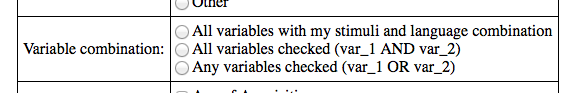 Other
Variable combination:
All variables with my stimuli and language combination
All variables checked (var_1 AND var_2)
Any variables checked (var_1 OR var_2)